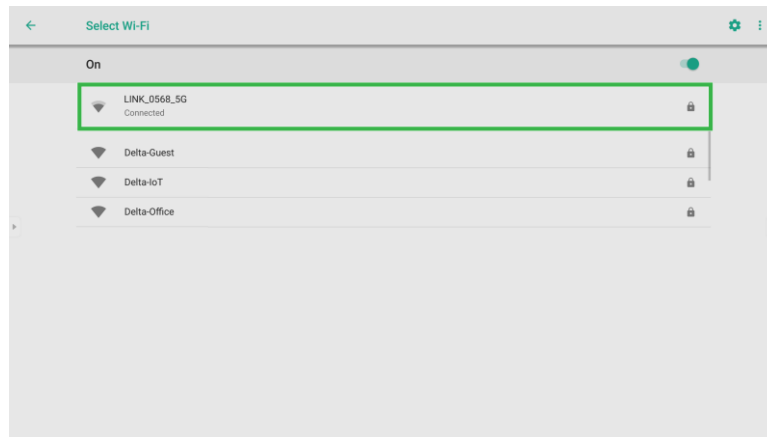 Select Wi-Fi
On
LINK_0568_5G
Connected
Delta-Guest
Delta-IoT
Delta-Office